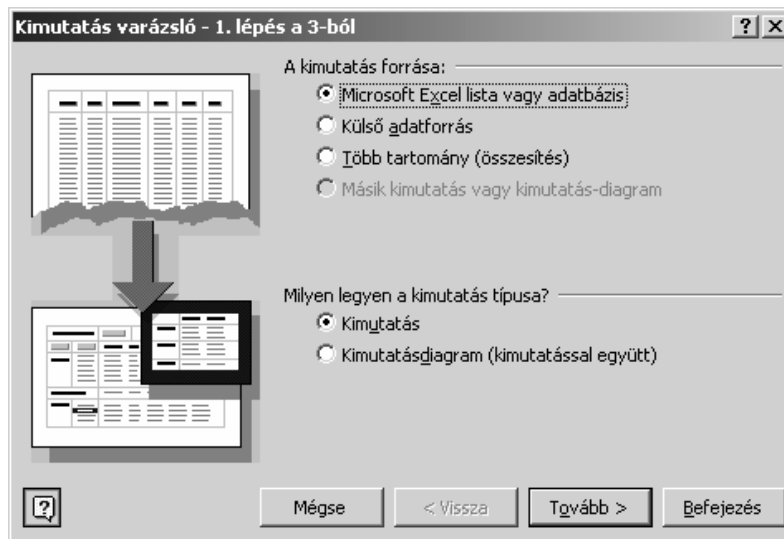 Kimutatás varázsló - 1. lépés a 3-ból
A kimutatás forrása:
Microsoft Excel lista vagy adatbázis
Külső adatforrás
Több tartomány (összesítés)
Másik kimutatás vagy kimutatás-diagram
Milyen legyen a kimutatás típusa?
Kimutatás
Kimutatásdiagram (kimutatással együtt)
Mégse
< Vissza
Tovább >
Befejezés